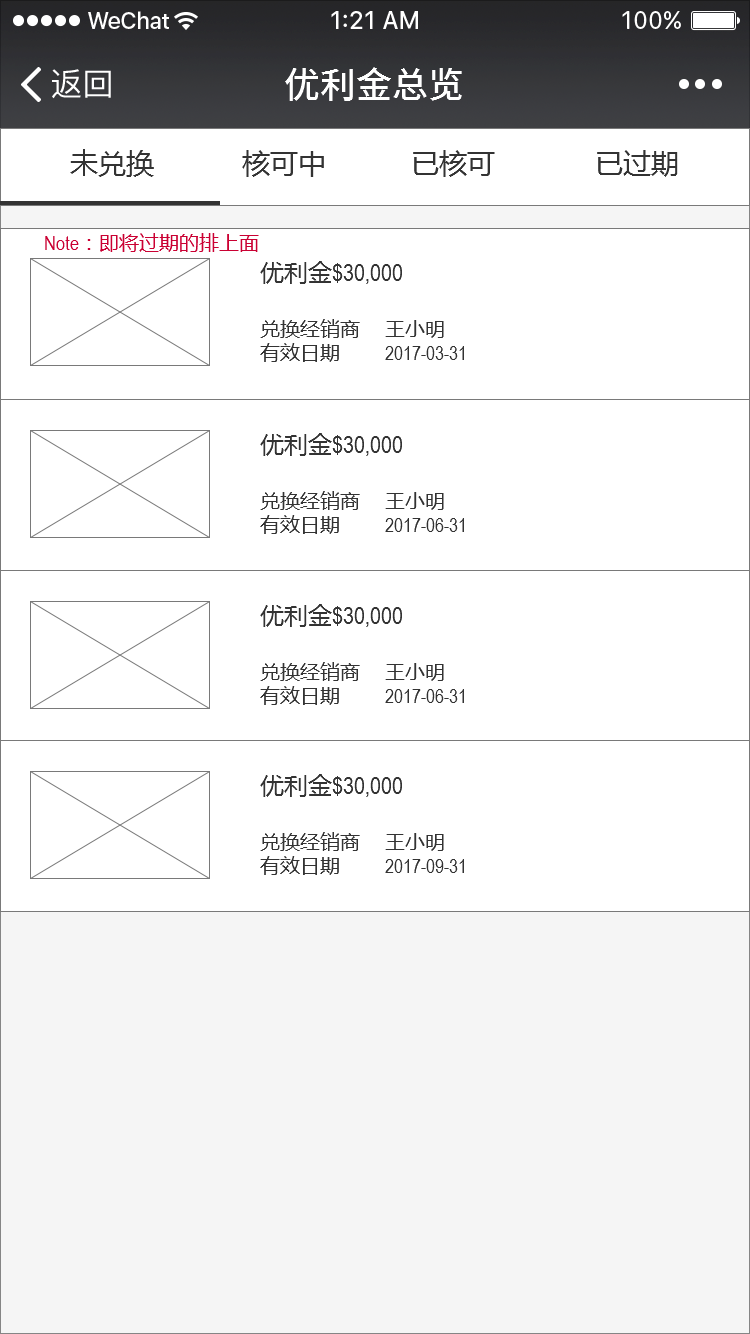 WeChat 1:21 AM 100%
返回 优利金总览
未兑换 核可中 已核可 已过期
Note：即将过期的排上面
优利金$30,000
兑换经销商 王小明
有效日期 2017-03-31
优利金$30,000
兑换经销商 王小明
有效日期 2017-06-31
优利金$30,000
兑换经销商 王小明
有效日期 2017-06-31
优利金$30,000
兑换经销商 王小明
有效日期 2017-09-31